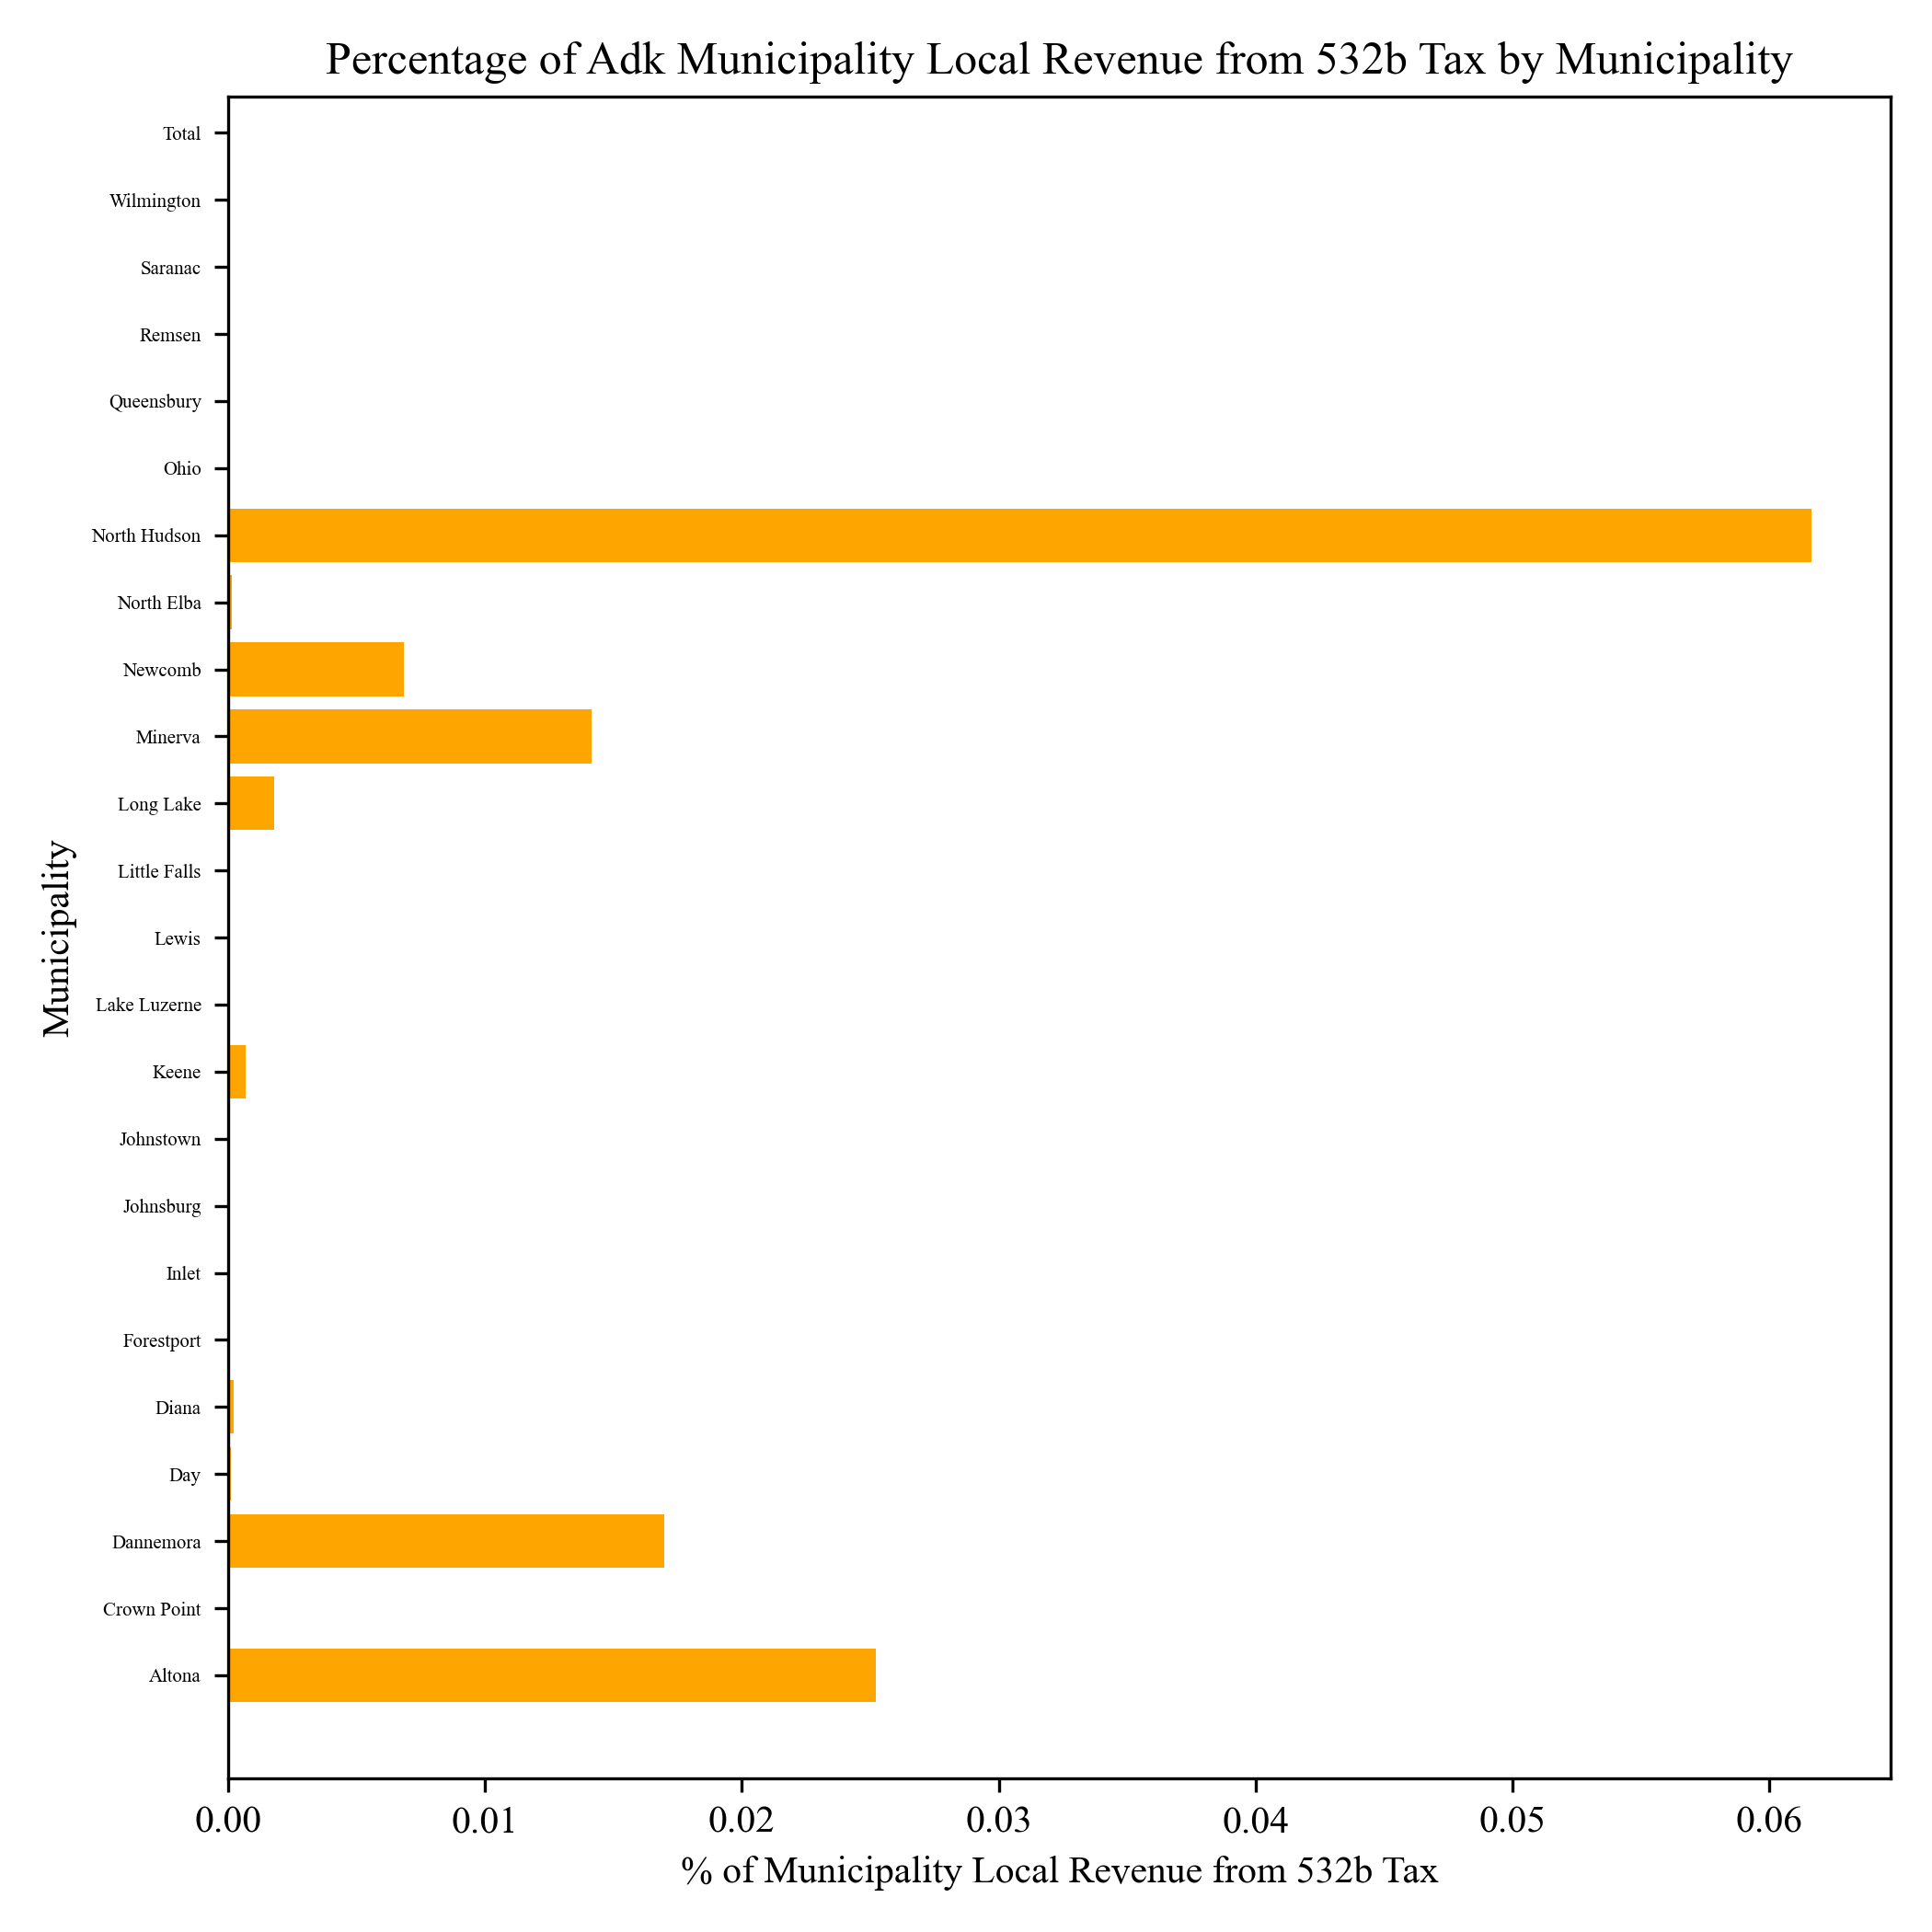 Percentage of Adk Municipality Local Revenue from 532b Tax by Municipality
Total
Wilmington
Saranac
Remsen
Queensbury
Ohio
North Hudson
North Elba
Newcomb
Minerva
Long Lake
Little Falls
Lewis
Lake Luzerne
Keene
Johnstown
Johnsburg
Inlet
Forestport
Diana
Day
Dannemora
Crown Point
Altona
Municipality
0.00 0.01 0.02 0.03 0.04 0.05 0.06
% of Municipality Local Revenue from 532b Tax